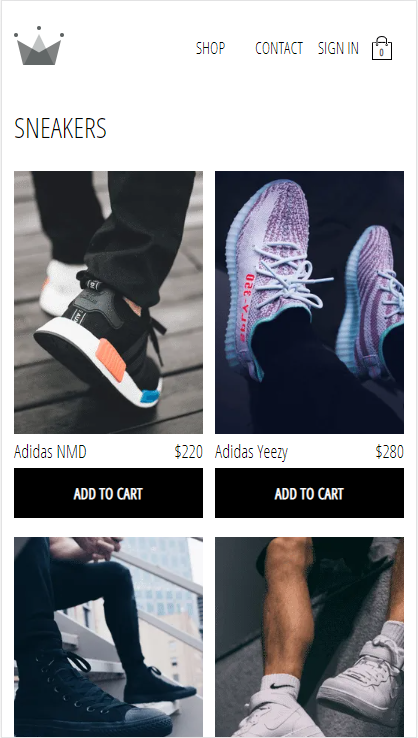 SHOP CONTACT SIGN IN 0
SNEAKERS
Adidas NMD $220 Adidas Yeezy $280
ADD TO CART ADD TO CART